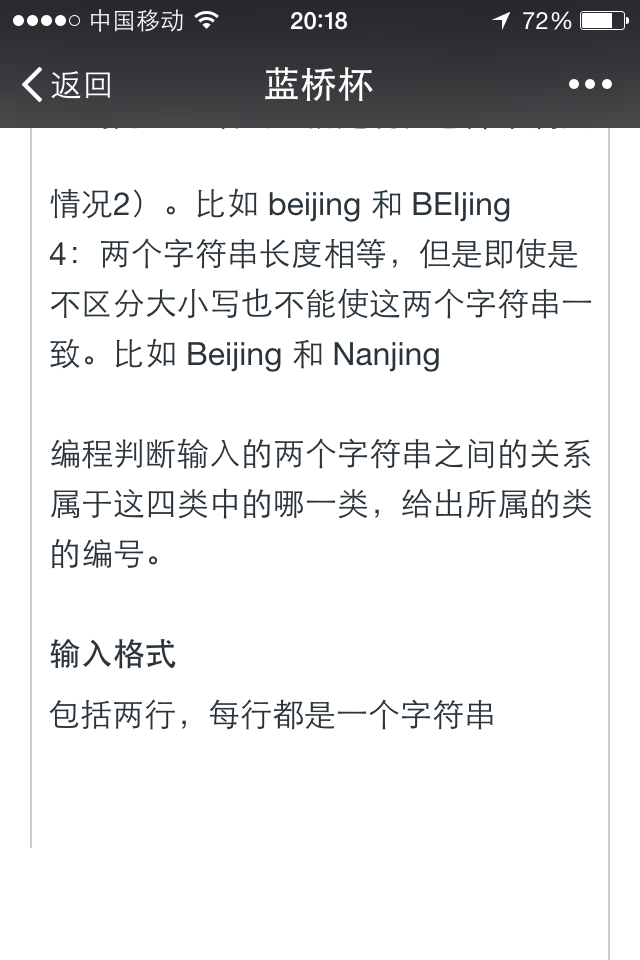 中国移动 20:18 72%
返回 蓝桥杯
情况2）。比如 beijing 和 BEIjing
4：两个字符串长度相等，但是即使是
不区分大小写也不能使这两个字符串一
致。比如 Beijing 和 Nanjing
编程判断输入的两个字符串之间的关系
属于这四类中的哪一类，给出所属的类
的编号。
输入格式
包括两行，每行都是一个字符串